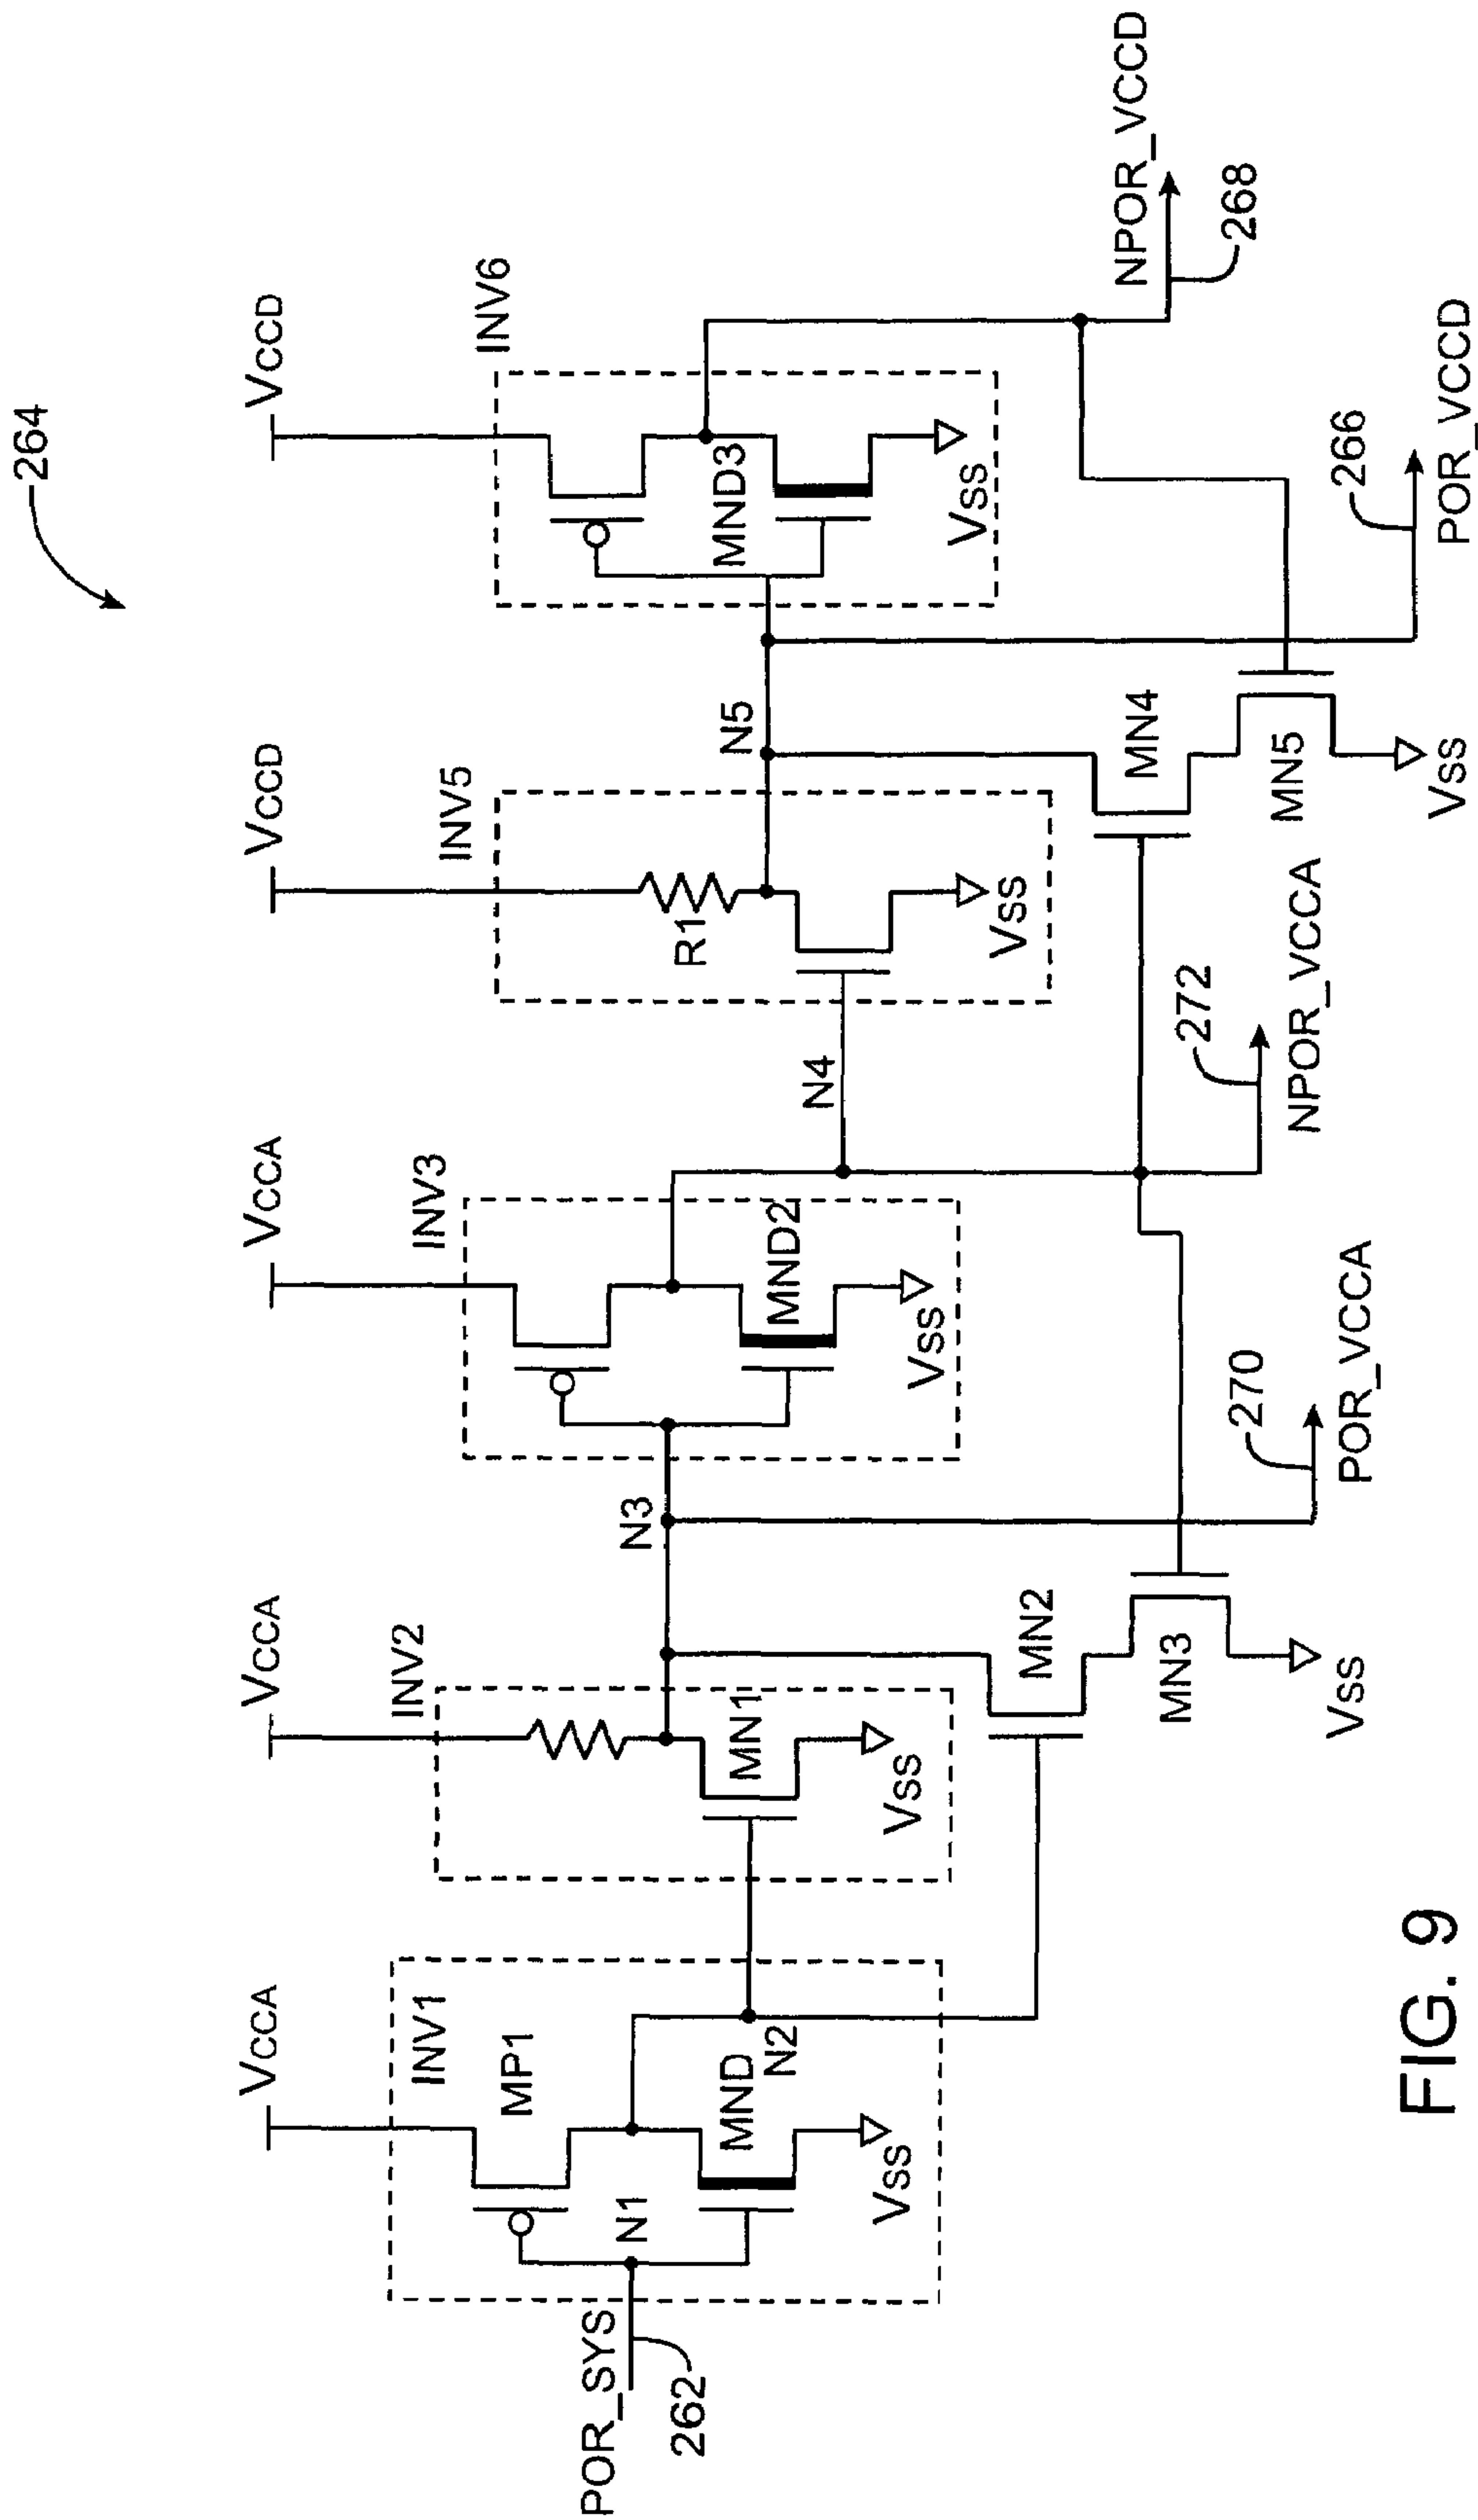 264
VCCA
VCCA
VCCA
VCCD
VCCD
INV1
INV2
INV3
INV5
INV6
MP1
N1
MND
N2
VSS
POR_SYS
262
MN1
VSS
N3
MND2
VSS
N4
R1
VSS
N5
MND3
VSS
MN2
MN3
VSS
270
POR_VCCA
272
NPOR_VCCA
MN4
MN5
VSS
266
POR_VCCD
268
NPOR_VCCD
FIG. 9